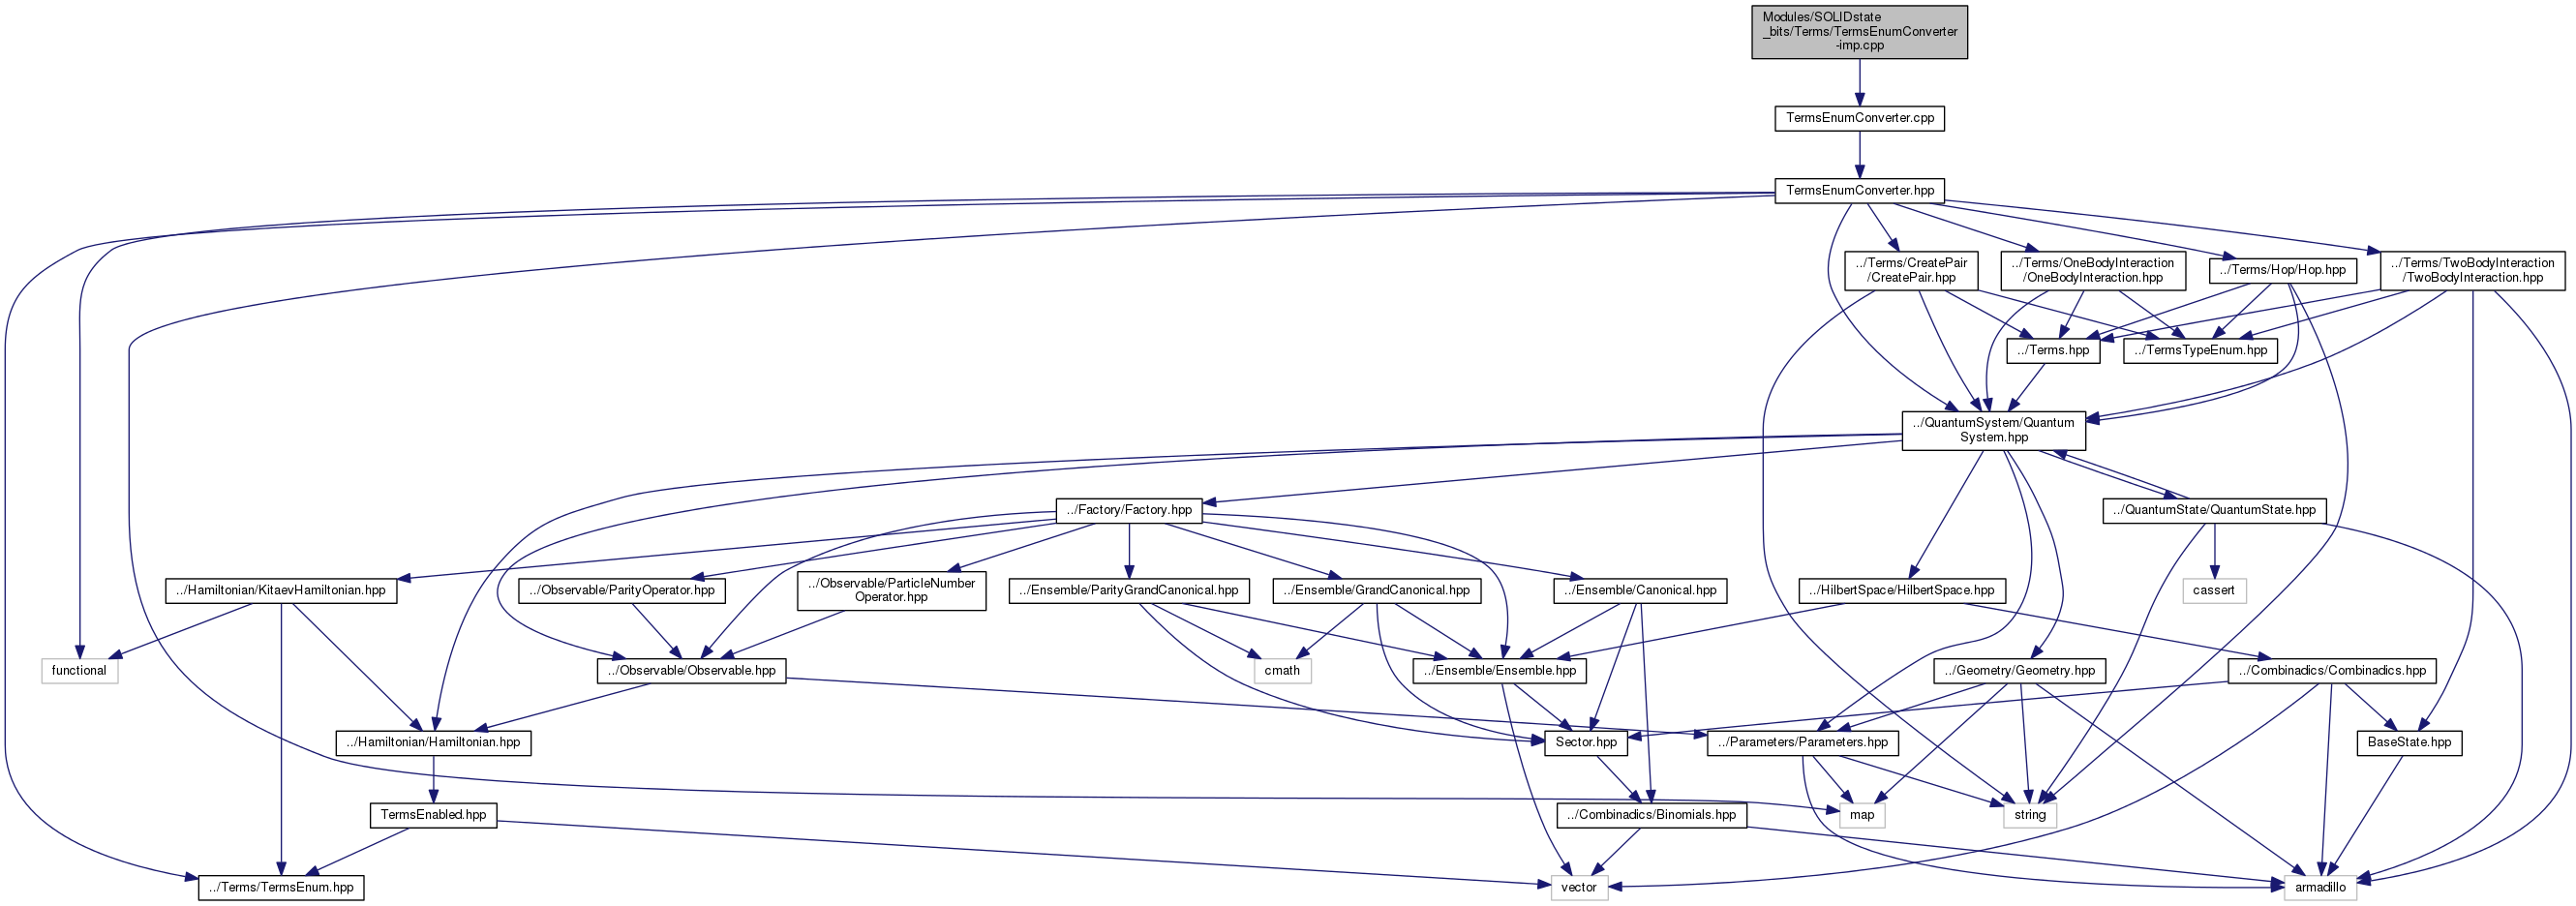 Modules/SOLIDstate
_bits/Terms/TermsEnumConverter
-imp.cpp
TermsEnumConverter.cpp
TermsEnumConverter.hpp
../Terms/CreatePair
/CreatePair.hpp
../Terms/OneBodyInteraction
/OneBodyInteraction.hpp
../Terms/Hop/Hop.hpp
../Terms/TwoBodyInteraction
/TwoBodyInteraction.hpp
../Terms.hpp
../TermsTypeEnum.hpp
../QuantumSystem/Quantum
System.hpp
../Factory/Factory.hpp
../QuantumState/QuantumState.hpp
../Hamiltonian/KitaevHamiltonian.hpp
../Observable/ParityOperator.hpp
../Observable/ParticleNumber
Operator.hpp
../Ensemble/ParityGrandCanonical.hpp
../Ensemble/GrandCanonical.hpp
../Ensemble/Canonical.hpp
../HilbertSpace/HilbertSpace.hpp
cassert
functional
../Observable/Observable.hpp
cmath
../Ensemble/Ensemble.hpp
../Geometry/Geometry.hpp
../Combinadics/Combinadics.hpp
../Hamiltonian/Hamiltonian.hpp
Sector.hpp
../Parameters/Parameters.hpp
BaseState.hpp
TermsEnabled.hpp
../Combinadics/Binomials.hpp
map
string
../Terms/TermsEnum.hpp
vector
armadillo